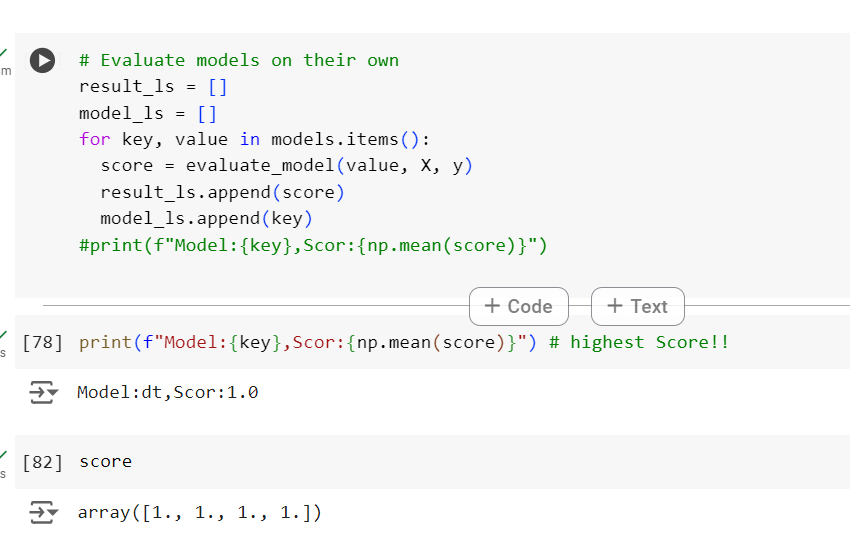 # Evaluate models on their own
m
result_ls = []
model_ls = []
for key, value in models.items():
  score = evaluate_model(value, X, y)
  result_ls.append(score)
  model_ls.append(key)
#print(f"Model:{key},Scor:{np.mean(score)}")
+ Code + Text
[78] print(f"Model:{key},Scor:{np.mean(score)}") # highest Score!!
s
Model:dt,Scor:1.0
[82] score
s
array([1., 1., 1., 1.])